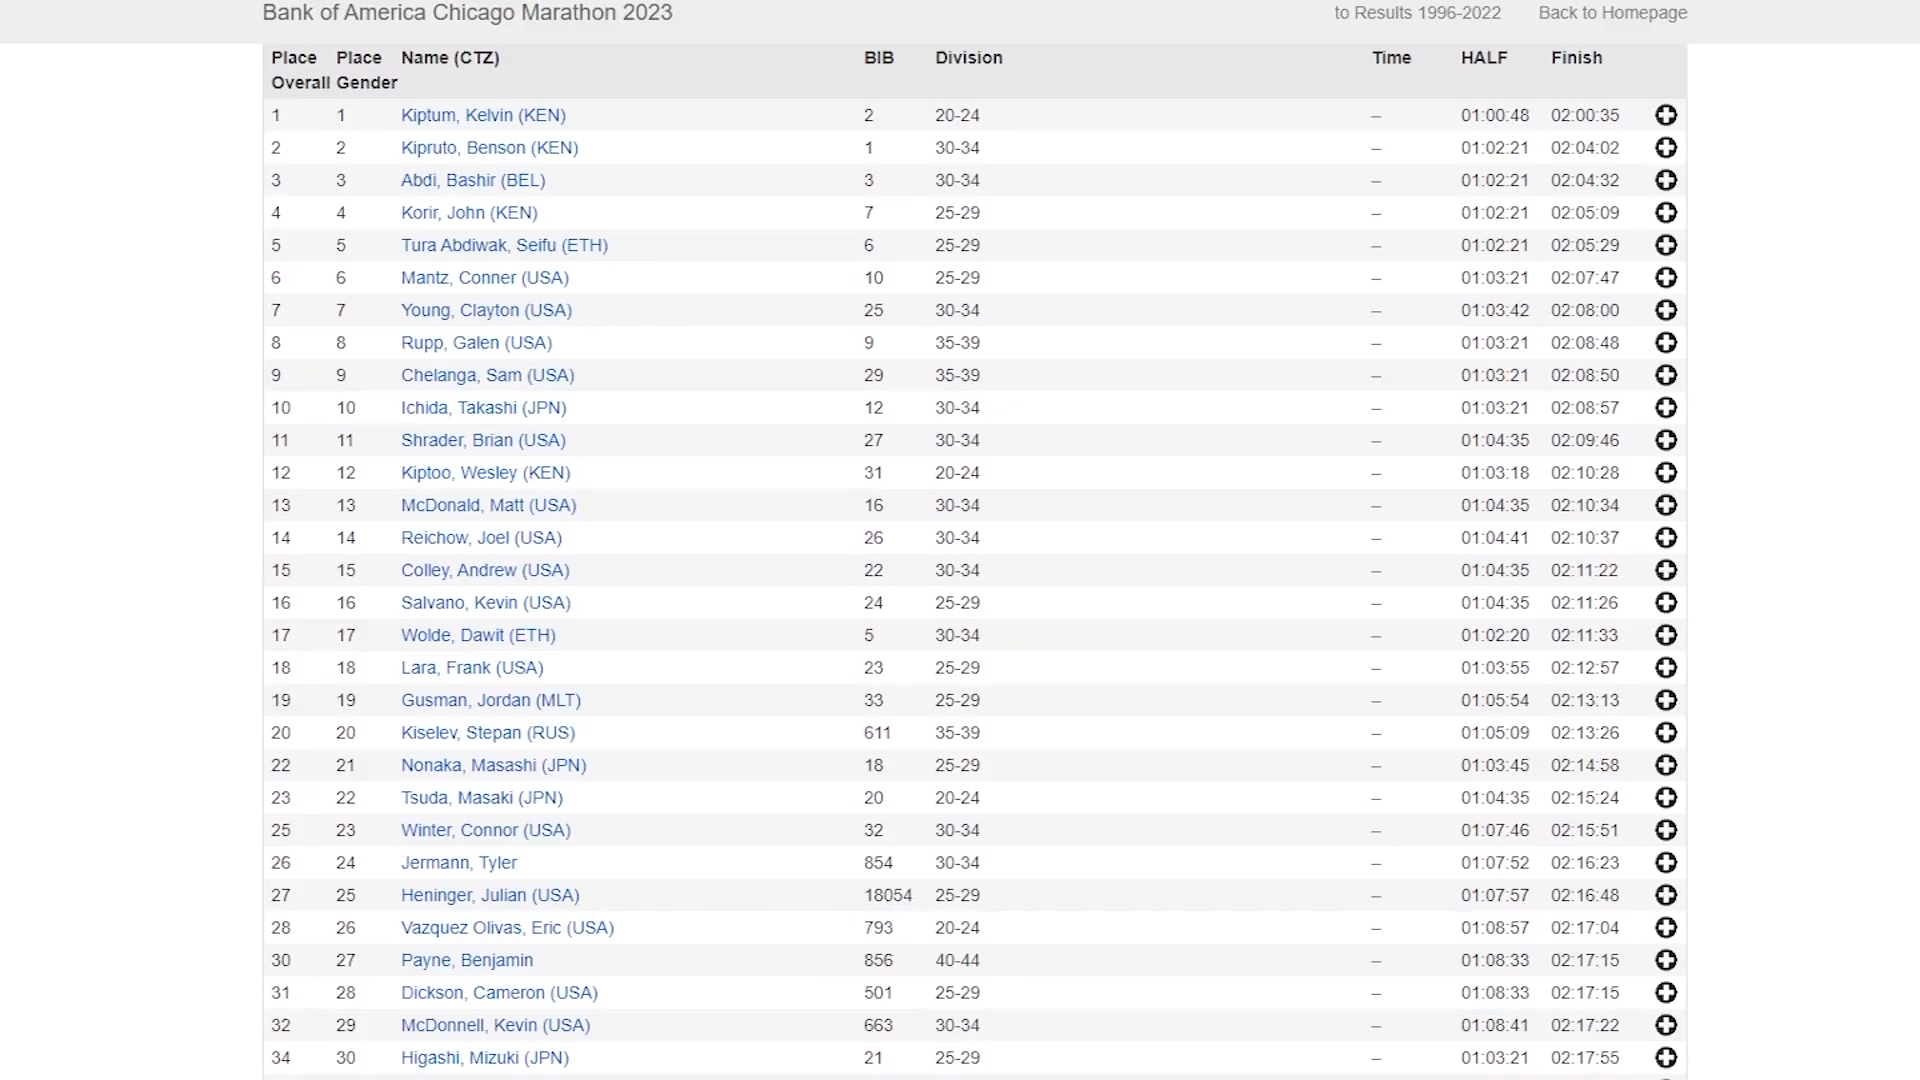 Bank of America Chicago Marathon 2023 to Results 1996-2022 Back to Homepage
Place Place Name (CTZ) BIB Division Time HALF Finish
Overall Gender
1 1 Kiptum, Kelvin (KEN) 2 20-24 – 01:00:48 02:00:35
2 2 Kipruto, Benson (KEN) 1 30-34 – 01:02:21 02:04:02
3 3 Abdi, Bashir (BEL) 3 30-34 – 01:02:21 02:04:32
4 4 Korir, John (KEN) 7 25-29 – 01:02:21 02:05:09
5 5 Tura Abdiwak, Seifu (ETH) 6 25-29 – 01:02:21 02:05:29
6 6 Mantz, Conner (USA) 10 25-29 – 01:03:21 02:07:47
7 7 Young, Clayton (USA) 25 30-34 – 01:03:42 02:08:00
8 8 Rupp, Galen (USA) 9 35-39 – 01:03:21 02:08:48
9 9 Chelanga, Sam (USA) 29 35-39 – 01:03:21 02:08:50
10 10 Ichida, Takashi (JPN) 12 30-34 – 01:03:21 02:08:57
11 11 Shrader, Brian (USA) 27 30-34 – 01:04:35 02:09:46
12 12 Kiptoo, Wesley (KEN) 31 20-24 – 01:03:18 02:10:28
13 13 McDonald, Matt (USA) 16 30-34 – 01:04:35 02:10:34
14 14 Reichow, Joel (USA) 26 30-34 – 01:04:41 02:10:37
15 15 Colley, Andrew (USA) 22 30-34 – 01:04:35 02:11:22
16 16 Salvano, Kevin (USA) 24 25-29 – 01:04:35 02:11:26
17 17 Wolde, Dawit (ETH) 5 30-34 – 01:02:20 02:11:33
18 18 Lara, Frank (USA) 23 25-29 – 01:03:55 02:12:57
19 19 Gusman, Jordan (MLT) 33 25-29 – 01:05:54 02:13:13
20 20 Kiselev, Stepan (RUS) 611 35-39 – 01:05:09 02:13:26
22 21 Nonaka, Masashi (JPN) 18 25-29 – 01:03:45 02:14:58
23 22 Tsuda, Masaki (JPN) 20 20-24 – 01:04:35 02:15:24
25 23 Winter, Connor (USA) 32 30-34 – 01:07:46 02:15:51
26 24 Jermann, Tyler 854 30-34 – 01:07:52 02:16:23
27 25 Heninger, Julian (USA) 18054 25-29 – 01:07:57 02:16:48
28 26 Vazquez Olivas, Eric (USA) 793 20-24 – 01:08:57 02:17:04
30 27 Payne, Benjamin 856 40-44 – 01:08:33 02:17:15
31 28 Dickson, Cameron (USA) 501 25-29 – 01:08:33 02:17:15
32 29 McDonnell, Kevin (USA) 663 30-34 – 01:08:41 02:17:22
34 30 Higashi, Mizuki (JPN) 21 25-29 – 01:03:21 02:17:55